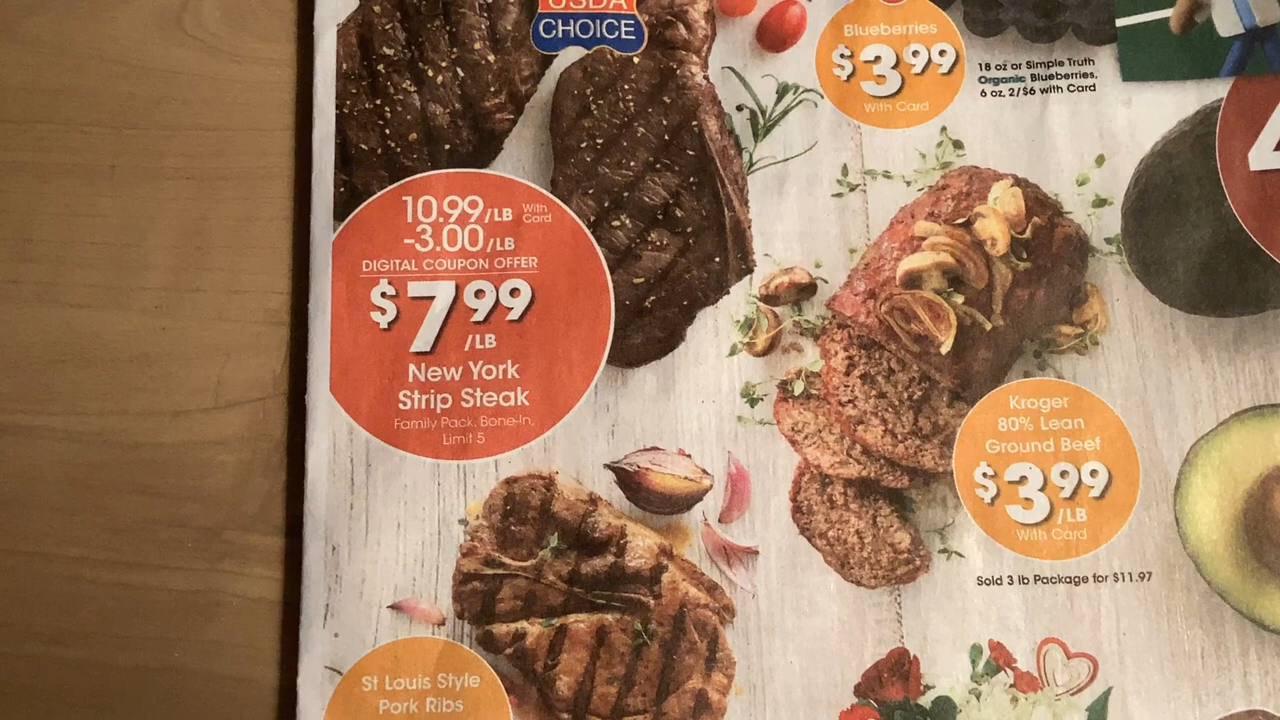 USDA
CHOICE
Blueberries
$3.99
With Card
18 oz or Simple Truth
Organic Blueberries,
6 oz, 2/$6 with Card
10.99/LB With Card
-3.00/LB
DIGITAL COUPON OFFER
$7.99
/LB
New York
Strip Steak
Family Pack, Bone-In,
Limit 5
Kroger
80% Lean
Ground Beef
$3.99
/LB
With Card
Sold 3 lb Package for $11.97
St Louis Style
Pork Ribs